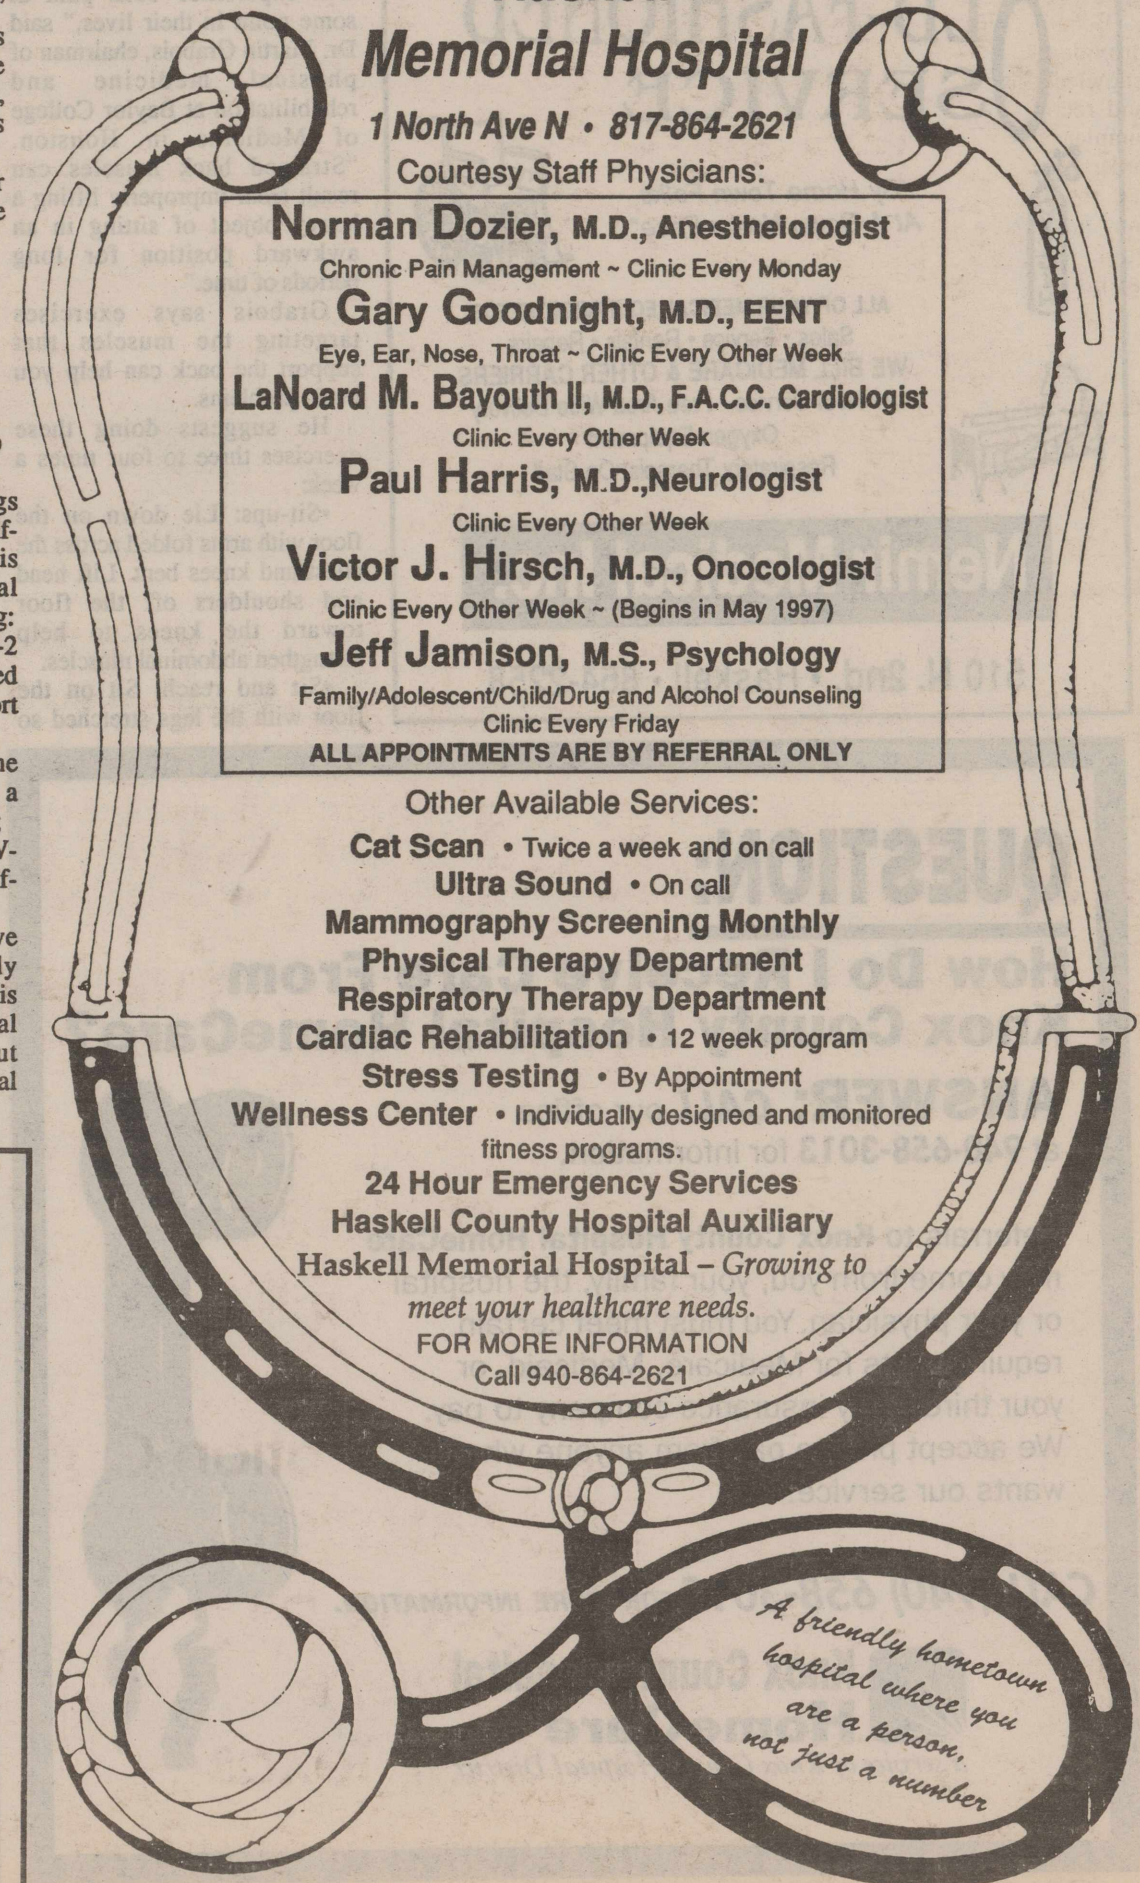 Memorial Hospital
1 North Ave N • 817-864-2621
Courtesy Staff Physicians:
Norman Dozier, M.D., Anestheiologist
Chronic Pain Management ~ Clinic Every Monday
Gary Goodnight, M.D., EENT
Eye, Ear, Nose, Throat ~ Clinic Every Other Week
LaNoard M. Bayouth II, M.D., F.A.C.C. Cardiologist
Clinic Every Other Week
Paul Harris, M.D.,Neurologist
Clinic Every Other Week
Victor J. Hirsch, M.D., Onocologist
Clinic Every Other Week ~ (Begins in May 1997)
Jeff Jamison, M.S., Psychology
Family/Adolescent/Child/Drug and Alcohol Counseling
Clinic Every Friday
ALL APPOINTMENTS ARE BY REFERRAL ONLY
Other Available Services:
Cat Scan • Twice a week and on call
Ultra Sound • On call
Mammography Screening Monthly
Physical Therapy Department
Respiratory Therapy Department
Cardiac Rehabilitation • 12 week program
Stress Testing • By Appointment
Wellness Center • Individually designed and monitored
fitness programs.
24 Hour Emergency Services
Haskell County Hospital Auxiliary
Haskell Memorial Hospital – Growing to
meet your healthcare needs.
FOR MORE INFORMATION
Call 940-864-2621
A friendly hometown
hospital where you
are a person,
not just a number